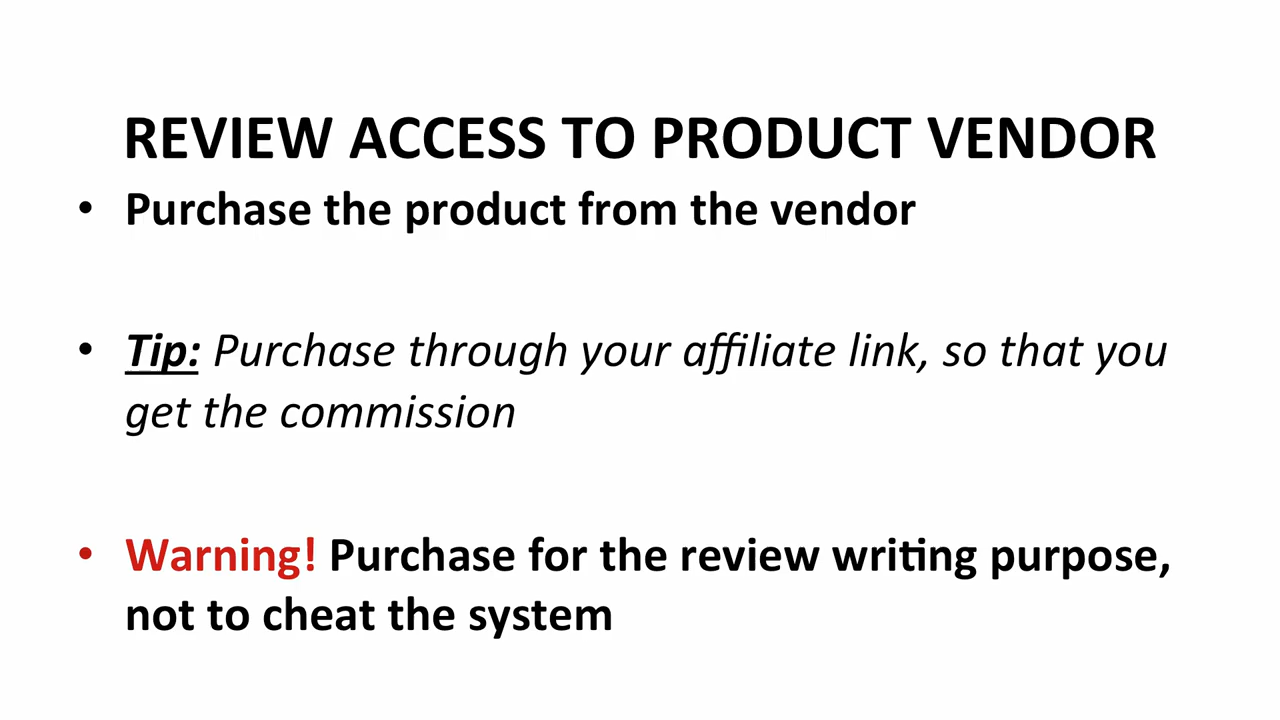 REVIEW ACCESS TO PRODUCT VENDOR
• Purchase the product from the vendor
• Tip: Purchase through your affiliate link, so that you
get the commission
• Warning! Purchase for the review writing purpose,
not to cheat the system